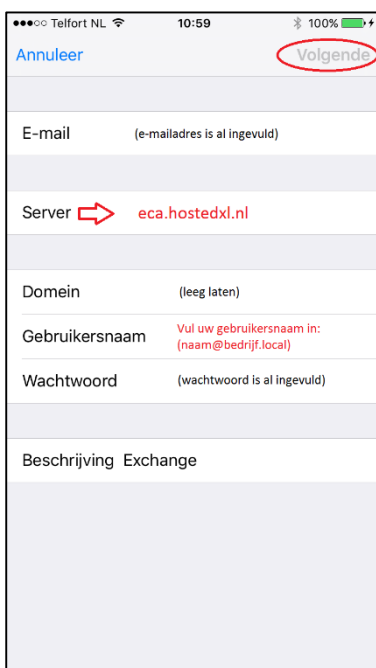 Telfort NL 10:59 100%
Annuleer Volgende
E-mail (e-mailadres is al ingevuld)
Server eca.hostedxl.nl
Domein (leeg laten)
Gebruikersnaam Vul uw gebruikersnaam in:
(naam@bedrijf.local)
Wachtwoord (wachtwoord is al ingevuld)
Beschrijving Exchange